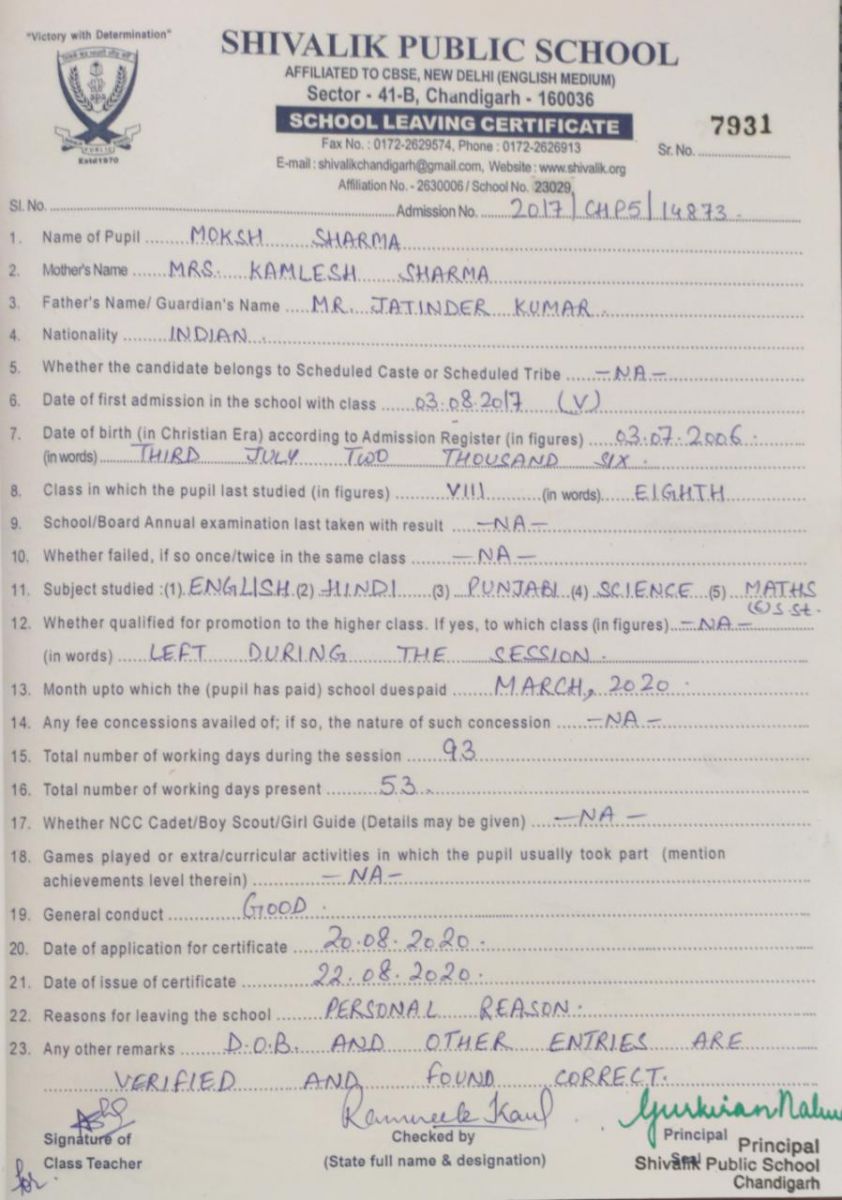 "Victory with Determination"
SHIVALIK PUBLIC SCHOOL
AFFILIATED TO CBSE, NEW DELHI (ENGLISH MEDIUM)
Sector - 41-B, Chandigarh - 160036
SCHOOL LEAVING CERTIFICATE
Fax No. : 0172-2629574, Phone : 0172-2626913
Sr. No. 7931
E-mail : shivalikchandigarh@gmail.com, Website : www.shivalik.org
Affiliation No. - 2630006 / School No. 23029
PUBLIC
Estd 1970
Sl. No. Admission No. 2017/CHP5/14873.
1. Name of Pupil MOKSH SHARMA
2. Mother's Name MRS. KAMLESH SHARMA
3. Father's Name/ Guardian's Name MR. JATINDER KUMAR.
4. Nationality INDIAN.
5. Whether the candidate belongs to Scheduled Caste or Scheduled Tribe -NA-
6. Date of first admission in the school with class 03.08.2017 (V)
7. Date of birth (in Christian Era) according to Admission Register (in figures) 03.07.2006.
(in words) THIRD JULY TWO THOUSAND SIX.
8. Class in which the pupil last studied (in figures) VIII (in words) EIGHTH
9. School/Board Annual examination last taken with result -NA-
10. Whether failed, if so once/twice in the same class -NA-
11. Subject studied :(1) ENGLISH (2) HINDI (3) PUNJABI (4) SCIENCE (5) MATHS
(6) S.St.
12. Whether qualified for promotion to the higher class. If yes, to which class (in figures) -NA-
(in words) LEFT DURING THE SESSION.
13. Month upto which the (pupil has paid) school duespaid MARCH, 2020.
14. Any fee concessions availed of; if so, the nature of such concession -NA-
15. Total number of working days during the session 93
16. Total number of working days present 53.
17. Whether NCC Cadet/Boy Scout/Girl Guide (Details may be given) -NA-
18. Games played or extra/curricular activities in which the pupil usually took part (mention
achievements level therein) -NA-
19. General conduct GOOD.
20. Date of application for certificate 20.08.2020.
21. Date of issue of certificate 22.08.2020.
22. Reasons for leaving the school PERSONAL REASON.
23. Any other remarks D.O.B. AND OTHER ENTRIES ARE
VERIFIED AND FOUND CORRECT.
Signature of
Class Teacher
Checked by
(State full name & designation)
Principal
Seal
Principal
Shivalik Public School
Chandigarh